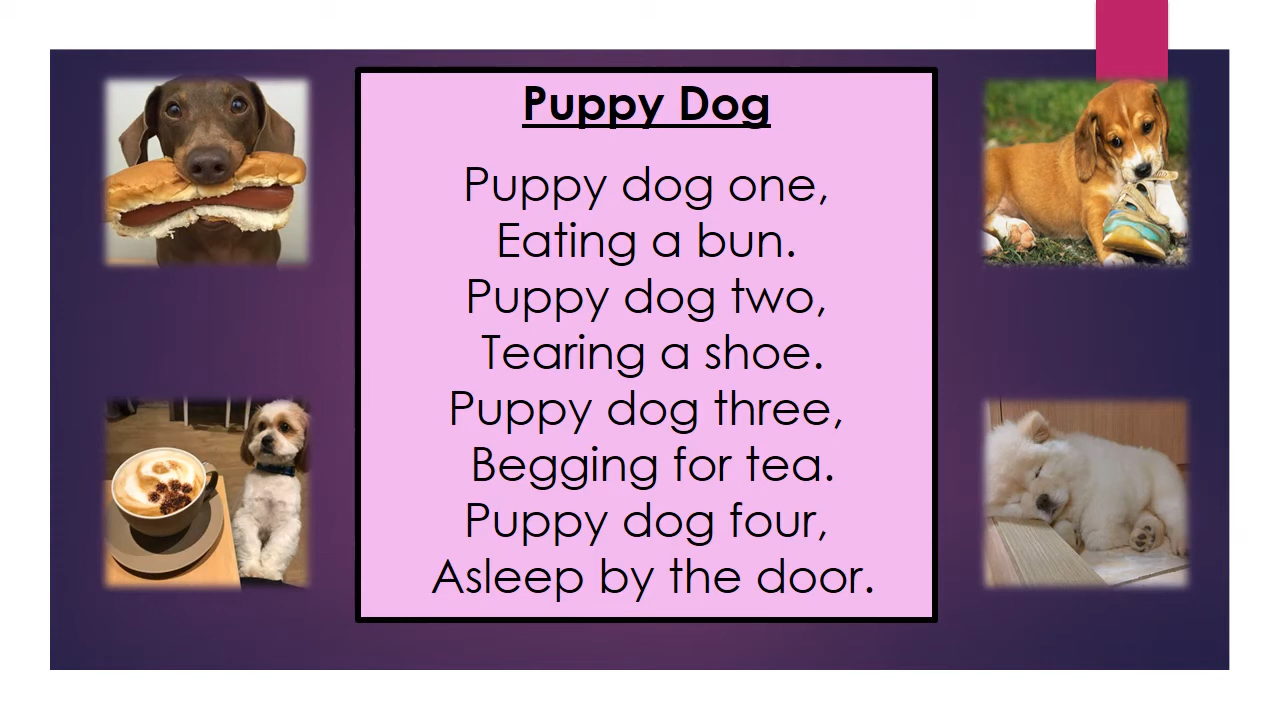 Puppy Dog
Puppy dog one,
Eating a bun.
Puppy dog two,
Tearing a shoe.
Puppy dog three,
Begging for tea.
Puppy dog four,
Asleep by the door.